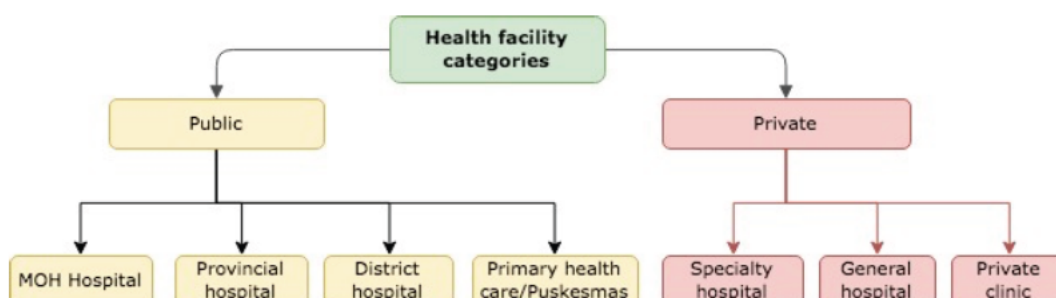 Health facility
categories
Public
Private
MOH Hospital
Provincial
hospital
District
hospital
Primary health
care/Puskesmas
Specialty
hospital
General
hospital
Private
clinic